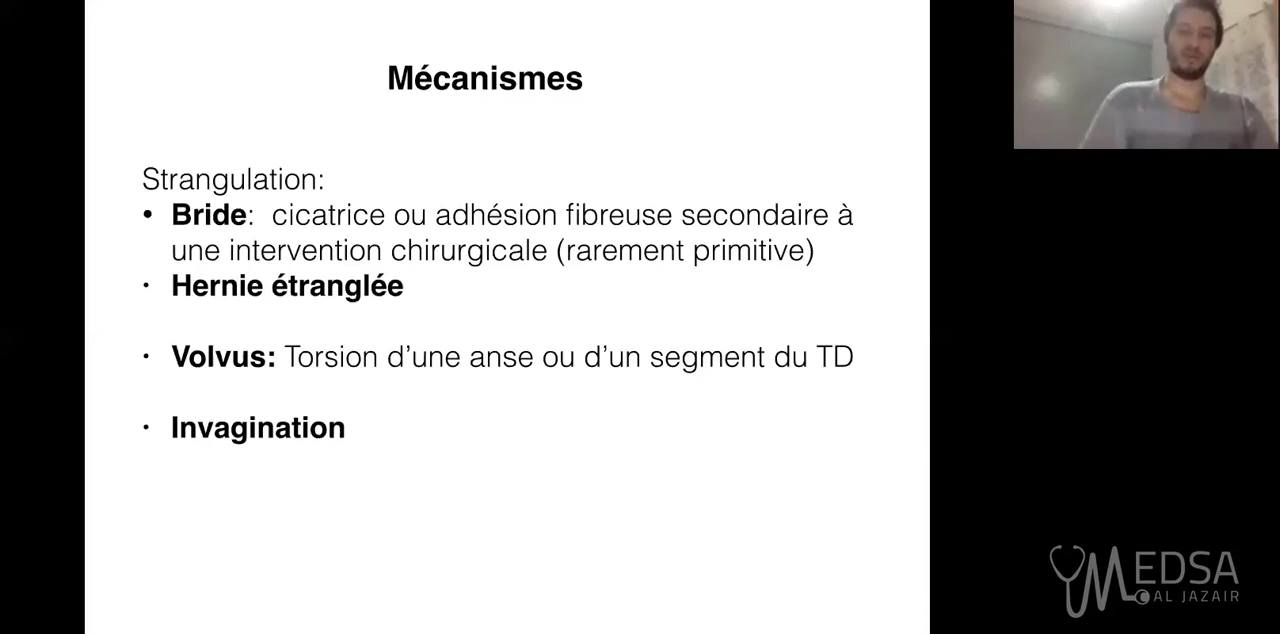 Mécanismes
Strangulation:
• Bride: cicatrice ou adhésion fibreuse secondaire à
une intervention chirurgicale (rarement primitive)
· Hernie étranglée
· Volvus: Torsion d’une anse ou d’un segment du TD
· Invagination
MEDSA
AL JAZAIR